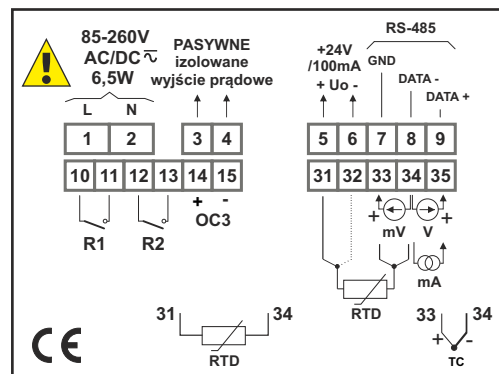 85-260V
AC/DC
6,5W
L N
PASYWNE
izolowane
wyjście prądowe
+24V
/100mA
+ Uo -
RS-485
GND
DATA -
DATA +
1 2 3 4 5 6 7 8 9
10 11 12 13 14 15 31 32 33 34 35
R1 R2
+ -
OC3
+ mV V +
mA
RTD
31 34
RTD
33 34
+ -
TC
CE